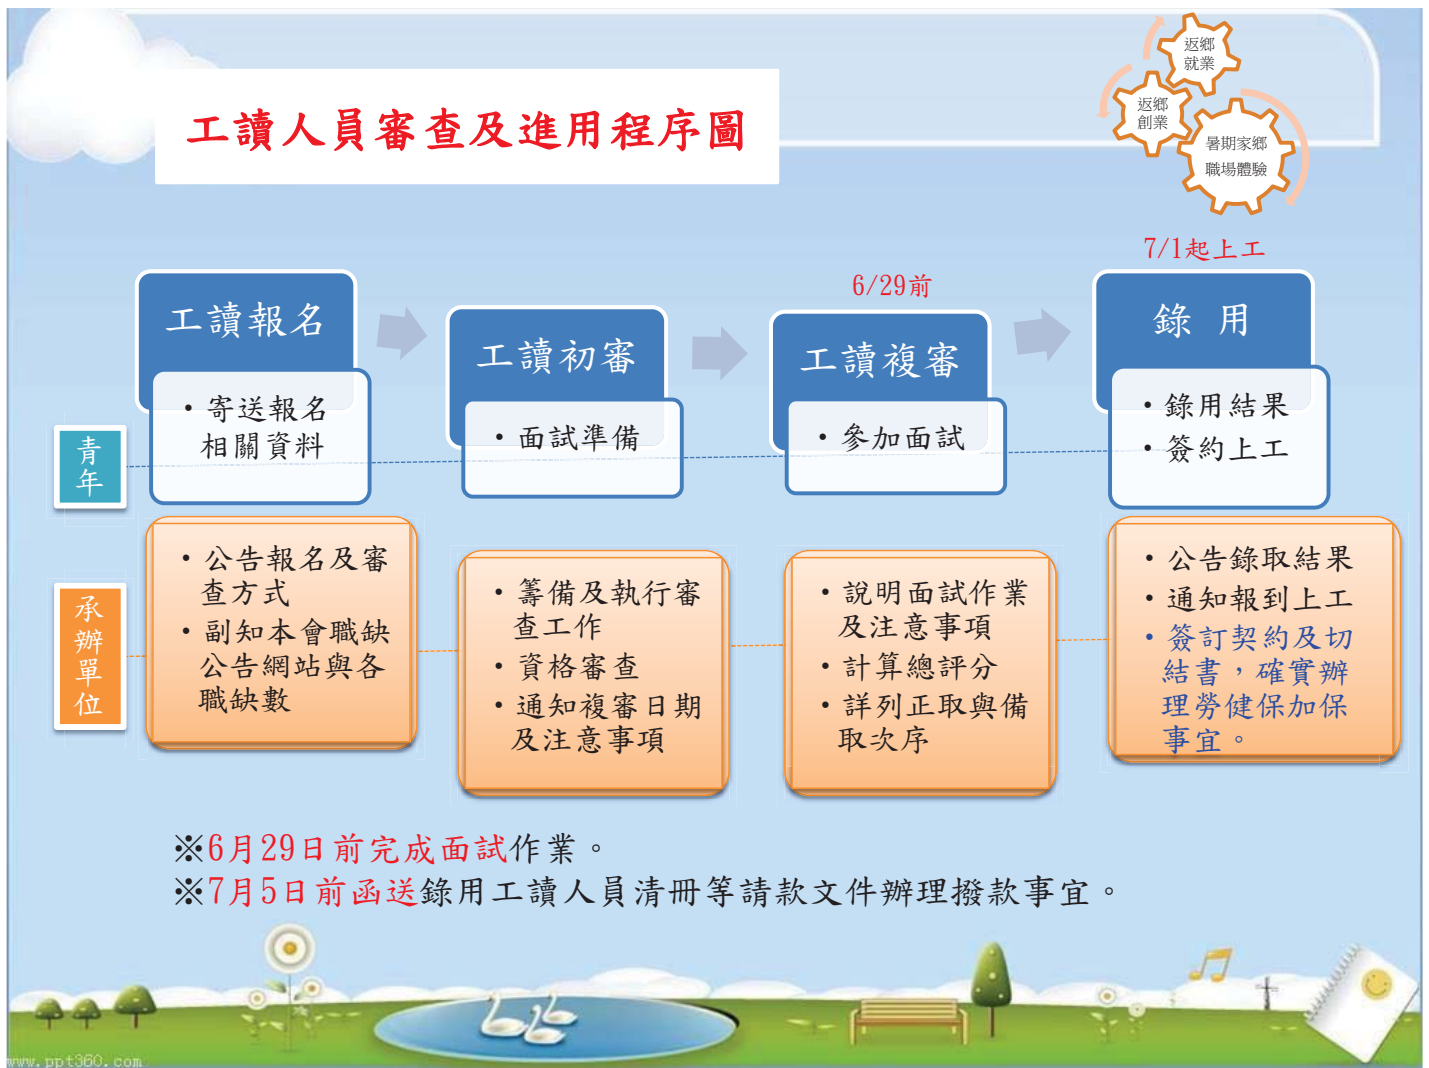 工讀人員審查及進用程序圖
返鄉
就業
返鄉
創業
暑期家鄉
職場體驗
7/1起上工
6/29前
工讀報名
工讀初審
工讀複審
錄 用
青年
•寄送報名
相關資料
•面試準備
•參加面試
•錄用結果
•簽約上工
承辦單位
•公告報名及審
查方式
•副知本會職缺
公告網站與各
職缺數
•籌備及執行審
查工作
•資格審查
•通知複審日期
及注意事項
•說明面試作業
及注意事項
•計算總評分
•詳列正取與備
取次序
•公告錄取結果
•通知報到上工
•簽訂契約及切
結書，確實辦
理勞健保加保
事宜。
※6月29日前完成面試作業。
※7月5日前函送錄用工讀人員清冊等請款文件辦理撥款事宜。
www.ppt360.com